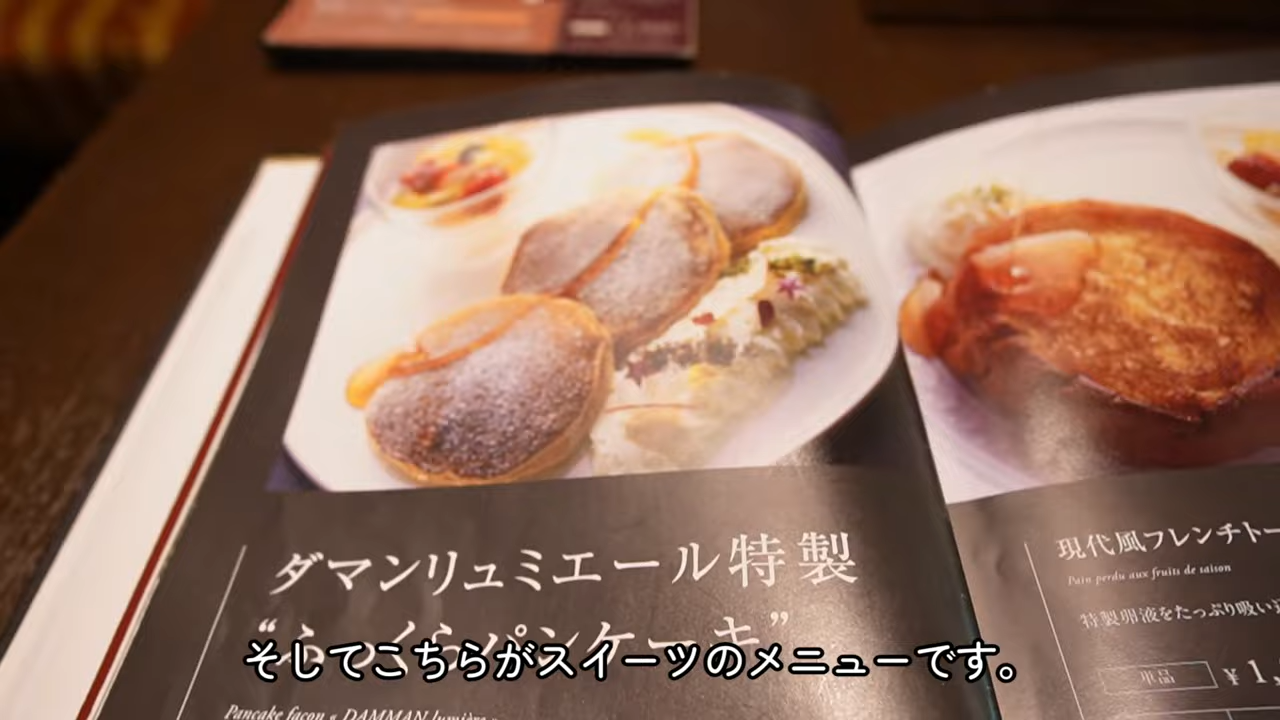 ダマンリュミエール特製
“ふっくらパンケーキ”
Pancake façon « DAMMAN lumière »
現代風フレンチトー
Pain perdu aux fruits de saison
特製卵液をたっぷり吸い
単品 ¥1,
そしてこちらがスイーツのメニューです。